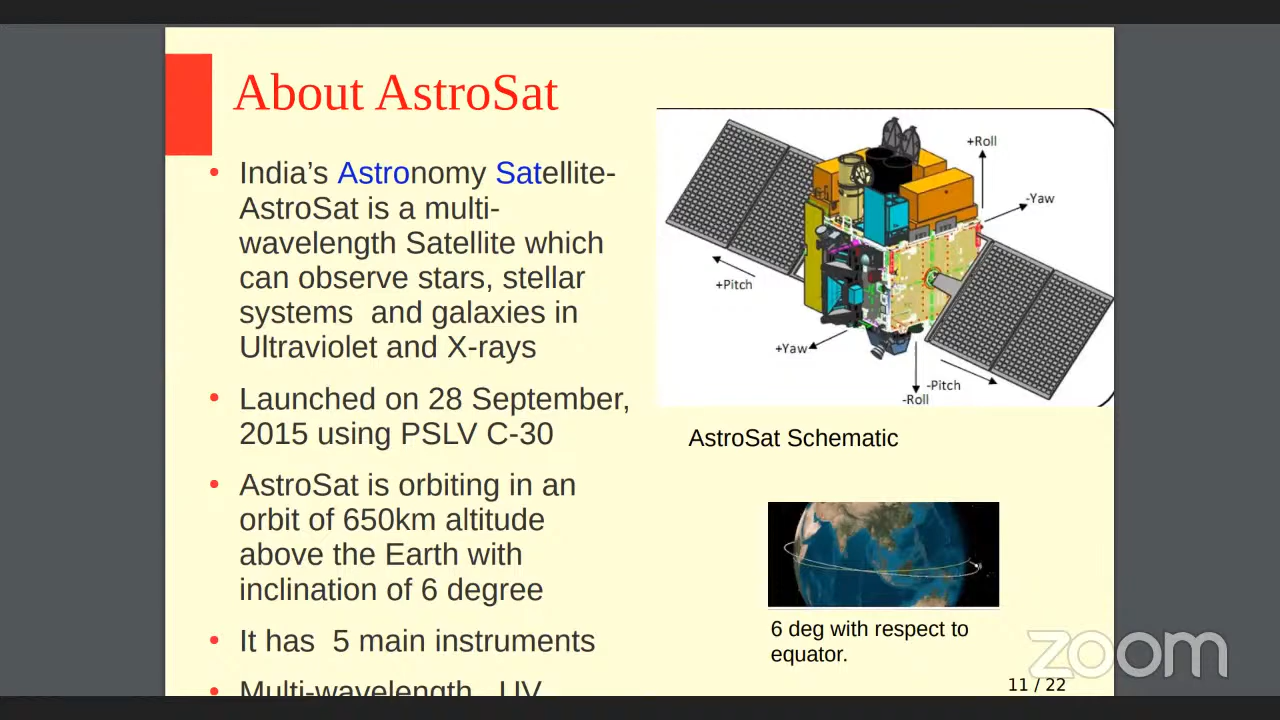 About AstroSat
India’s Astronomy Satellite-
AstroSat is a multi-
wavelength Satellite which
can observe stars, stellar
systems and galaxies in
Ultraviolet and X-rays
Launched on 28 September,
2015 using PSLV C-30
AstroSat is orbiting in an
orbit of 650km altitude
above the Earth with
inclination of 6 degree
It has 5 main instruments
Multi-wavelength UV
+Roll
-Yaw
+Pitch
+Yaw
-Pitch
-Roll
AstroSat Schematic
6 deg with respect to
equator.
zoom
11 / 22